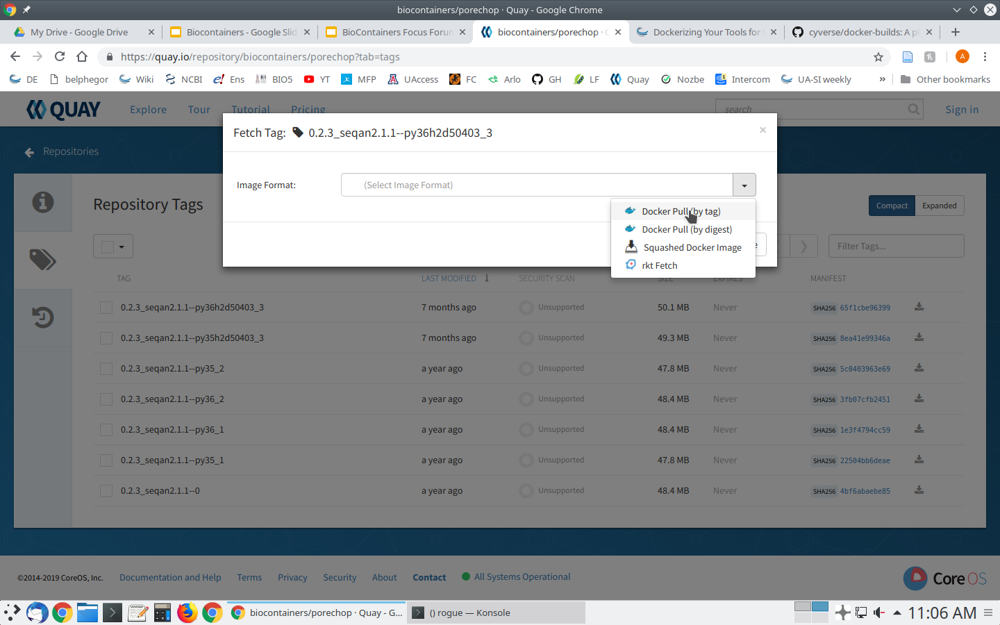 biocontainers/porechop · Quay - Google Chrome
My Drive - Google Drive
Biocontainers - Google Slid
BioContainers Focus Forun
biocontainers/porechop · 
Dockerizing Your Tools for
cyverse/docker-builds: A pl
https://quay.io/repository/biocontainers/porechop?tab=tags
A
DE
belphegor
Wiki
NCBI
Ens
BIO5
YT
MFP
UAccess
FC
Arlo
GH
LF
Quay
Nozbe
Intercom
UA-SI weekly
»
Other bookmarks
QUAY
Explore
Tour
Tutorial
Pricing
search
Sign in
Repositories
Fetch Tag: 0.2.3_seqan2.1.1--py36h2d50403_3
×
Image Format:
(Select Image Format)
Docker Pull (by tag)
Docker Pull (by digest)
Squashed Docker Image
rkt Fetch
Repository Tags
Compact
Expanded
Filter Tags...
TAG LAST MODIFIED SECURITY SCAN SIZE EXPIRES MANIFEST
0.2.3_seqan2.1.1--py36h2d50403_3 7 months ago Unsupported 50.1 MB Never SHA256 65f1cbe96399
0.2.3_seqan2.1.1--py35h2d50403_3 7 months ago Unsupported 49.3 MB Never SHA256 8ea41e99346a
0.2.3_seqan2.1.1--py35_2 a year ago Unsupported 47.8 MB Never SHA256 5c0403963e69
0.2.3_seqan2.1.1--py36_2 a year ago Unsupported 48.4 MB Never SHA256 3fb07cfb2451
0.2.3_seqan2.1.1--py36_1 a year ago Unsupported 48.4 MB Never SHA256 1e3f4794cc59
0.2.3_seqan2.1.1--py35_1 a year ago Unsupported 47.8 MB Never SHA256 22504bb6deae
0.2.3_seqan2.1.1--0 a year ago Unsupported 48.4 MB Never SHA256 4bf6abaebe85
©2014-2019 CoreOS, Inc.
Documentation and Help
Terms
Privacy
Security
About
Contact
All Systems Operational
Core OS
biocontainers/porechop · Quay - G...
() rogue — Konsole
11:06 AM